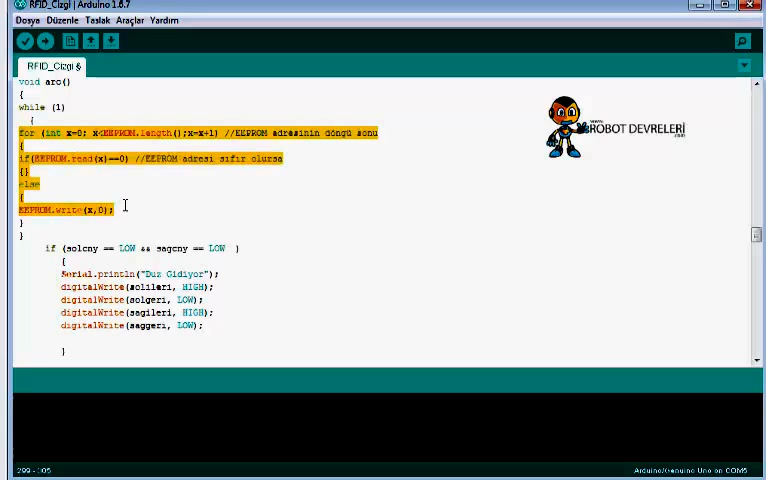 RFID_Cizgi | Arduino 1.6.7
Dosya Düzenle Taslak Araçlar Yardım
RFID_Cizgi §
void arc()
{
while (1)
{
for (int x=0; x<EEPROM.length();x=x+1) //EEPROM adresinin döngü sonu
{
if(EEPROM.read(x)==0) //EEPROM adresi sıfır olursa
{}
else
{
EEPROM.write(x,0);
}
}
if (solcny == LOW && sagcny == LOW )
{
Serial.println("Duz Gidiyor");
digitalWrite(solileri, HIGH);
digitalWrite(solgeri, LOW);
digitalWrite(sagileri, HIGH);
digitalWrite(saggeri, LOW);
}
www.
ROBOT DEVRELERİ
.com
299 - 305
Arduino/Genuino Uno on COM5